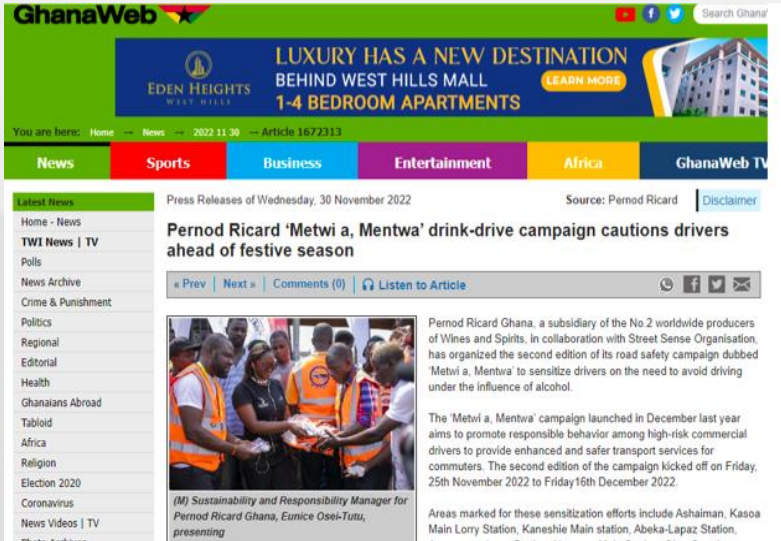 GhanaWeb
Search Ghana
EDEN HEIGHTS
WEST HILLS
LUXURY HAS A NEW DESTINATION
BEHIND WEST HILLS MALL
1-4 BEDROOM APARTMENTS
LEARN MORE
You are here: Home → News → 2022 11 30 → Article 1672313
News Sports Business Entertainment Africa GhanaWeb TV
Latest News
Home - News
TWI News | TV
Polls
News Archive
Crime & Punishment
Politics
Regional
Editorial
Health
Ghanaians Abroad
Tabloid
Africa
Religion
Election 2020
Coronavirus
News Videos | TV
Photo Archives
Press Releases of Wednesday, 30 November 2022
Source: Pernod Ricard
Disclaimer
Pernod Ricard ‘Metwi a, Mentwa’ drink-drive campaign cautions drivers
ahead of festive season
« Prev Next » Comments (0) Listen to Article
(M) Sustainability and Responsibility Manager for
Pernod Ricard Ghana, Eunice Osei-Tutu,
presenting
Pernod Ricard Ghana, a subsidiary of the No.2 worldwide producers
of Wines and Spirits, in collaboration with Street Sense Organisation,
has organized the second edition of its road safety campaign dubbed
‘Metwi a, Mentwa’ to sensitize drivers on the need to avoid driving
under the influence of alcohol.
The ‘Metwi a, Mentwa’ campaign launched in December last year
aims to promote responsible behavior among high-risk commercial
drivers to provide enhanced and safer transport services for
commuters. The second edition of the campaign kicked off on Friday,
25th November 2022 to Friday16th December 2022.
Areas marked for these sensitization efforts include Ashaiman, Kasoa
Main Lorry Station, Kaneshie Main station, Abeka-Lapaz Station,